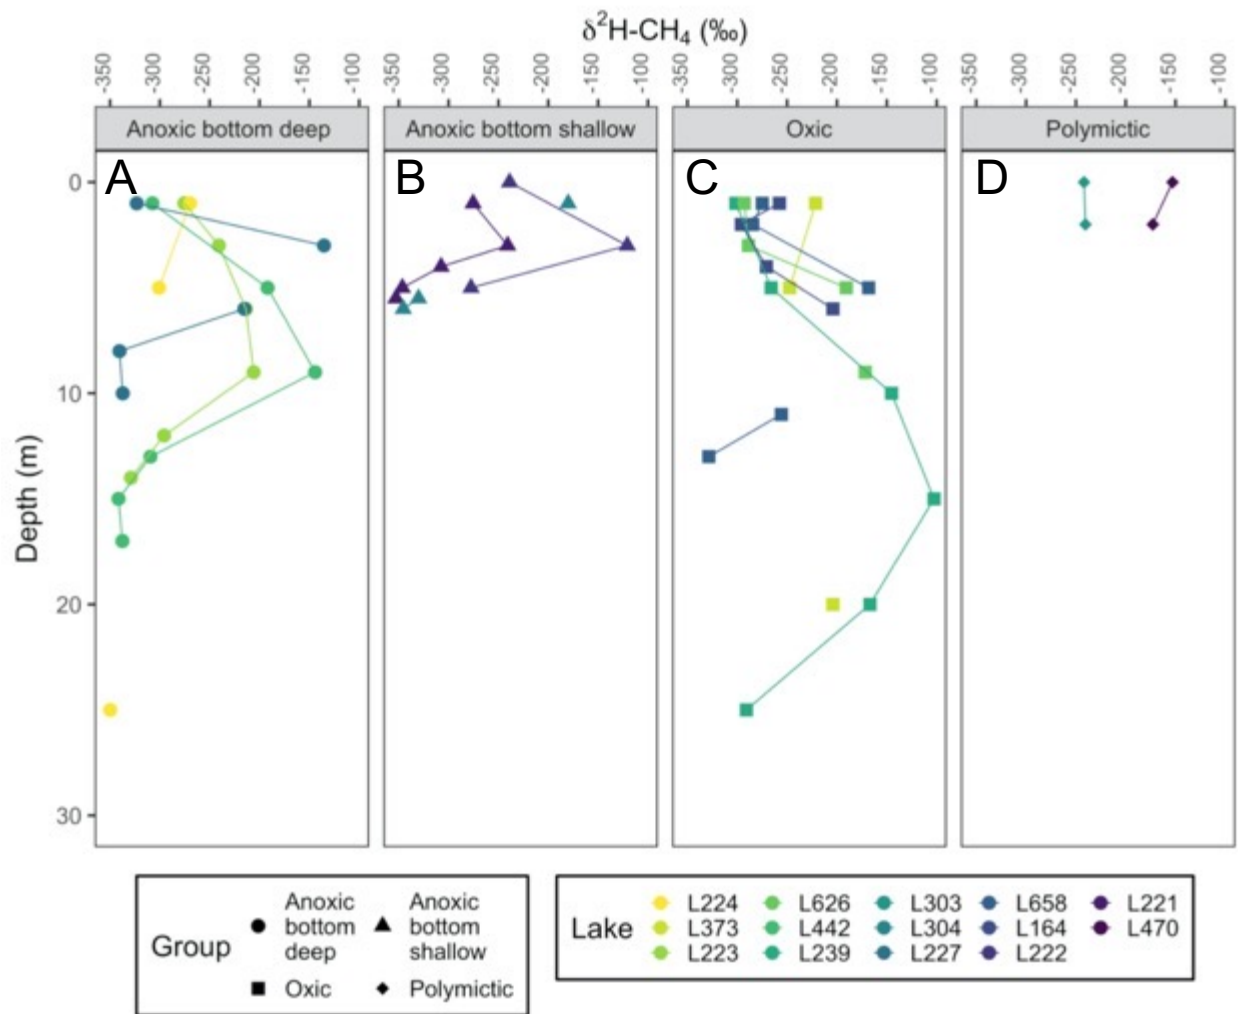 δ²H-CH₄ (‰)
-350 -300 -250 -200 -150 -100 -350 -300 -250 -200 -150 -100 -350 -300 -250 -200 -150 -100 -350 -300 -250 -200 -150 -100
Anoxic bottom deep Anoxic bottom shallow Oxic Polymictic
A B C D
0
10
20
30
Depth (m)
Group
Anoxic bottom deep
Anoxic bottom shallow
Oxic Polymictic
Lake
L224 L626 L303 L658 L221
L373 L442 L304 L164 L470
L223 L239 L227 L222